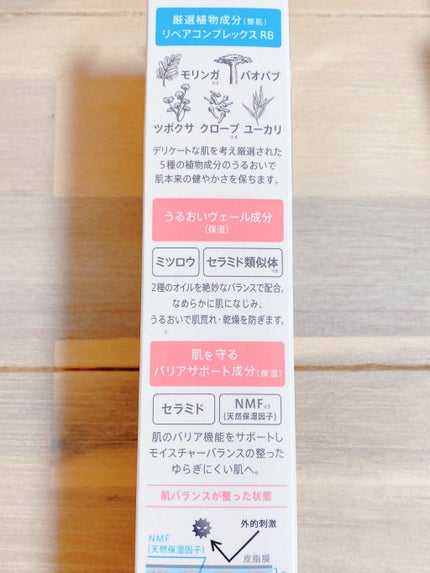 厳選植物成分(整肌)
リペアコンプレックスRB
モリンガ バオバブ
※3
ツボクサ クローブ ユーカリ
※4
デリケートな肌を考え厳選された
5種の植物成分のうるおいで
肌本来の健やかさを保ちます。
うるおいヴェール成分
(保湿)
ミツロウ セラミド類似体
2種のオイルを絶妙なバランスで配合。
なめらかに肌になじみ、
うるおいで肌荒れ・乾燥を防ぎます。
肌を守る
バリアサポート成分(保湿)
セラミド NMF※5
(天然保湿因子)
肌のバリア機能をサポートし
モイスチャーバランスの整った
ゆらぎにくい肌へ。
肌バランスが整った状態
外的刺激
NMF
(天然保湿因子)
皮脂膜